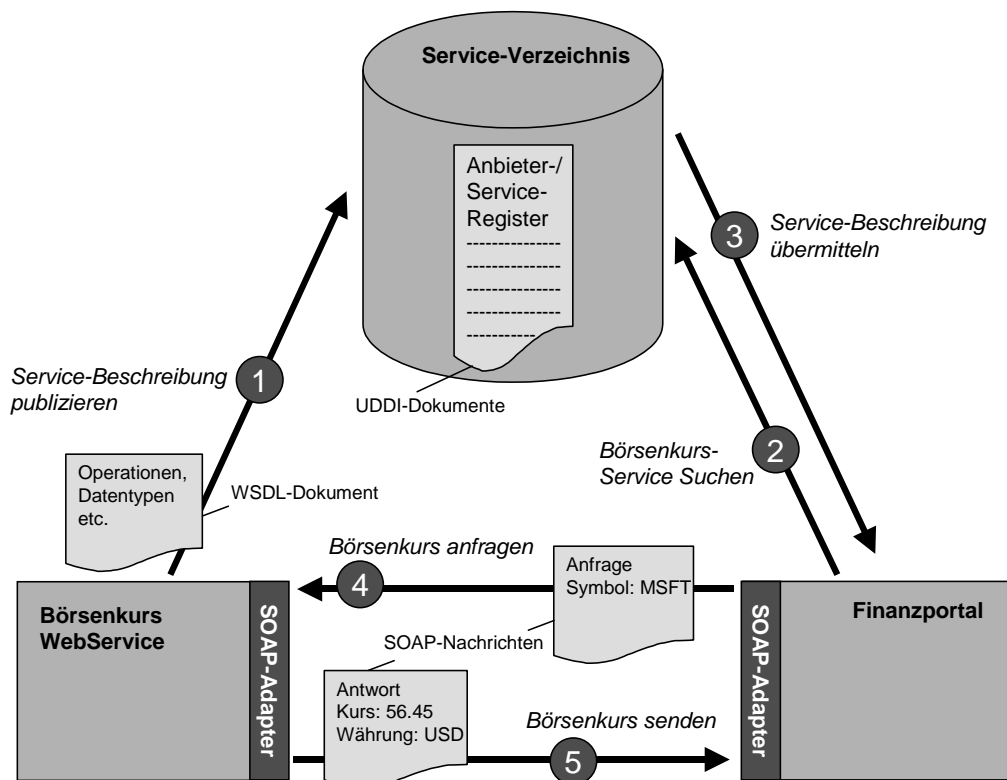 Service-Verzeichnis
Anbieter-/
Service-
Register
--------------
--------------
--------------
--------------
-----------
UDDI-Dokumente
1
Service-Beschreibung
publizieren
3
Service-Beschreibung
übermitteln
2
Börsenkurs-
Service Suchen
Operationen,
Datentypen
etc.
WSDL-Dokument
Börsenkurs anfragen
4
Anfrage
Symbol: MSFT
Börsenkurs
WebService
SOAP-Adapter
SOAP-Nachrichten
SOAP-Adapter
Finanzportal
Antwort
Kurs: 56.45
Währung: USD
Börsenkurs senden
5